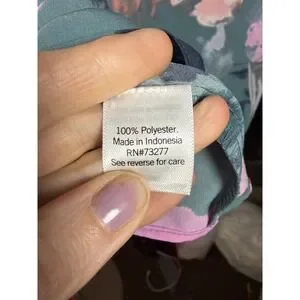 100% Polyester.
Made in Indonesia
RN#73277
See reverse for care